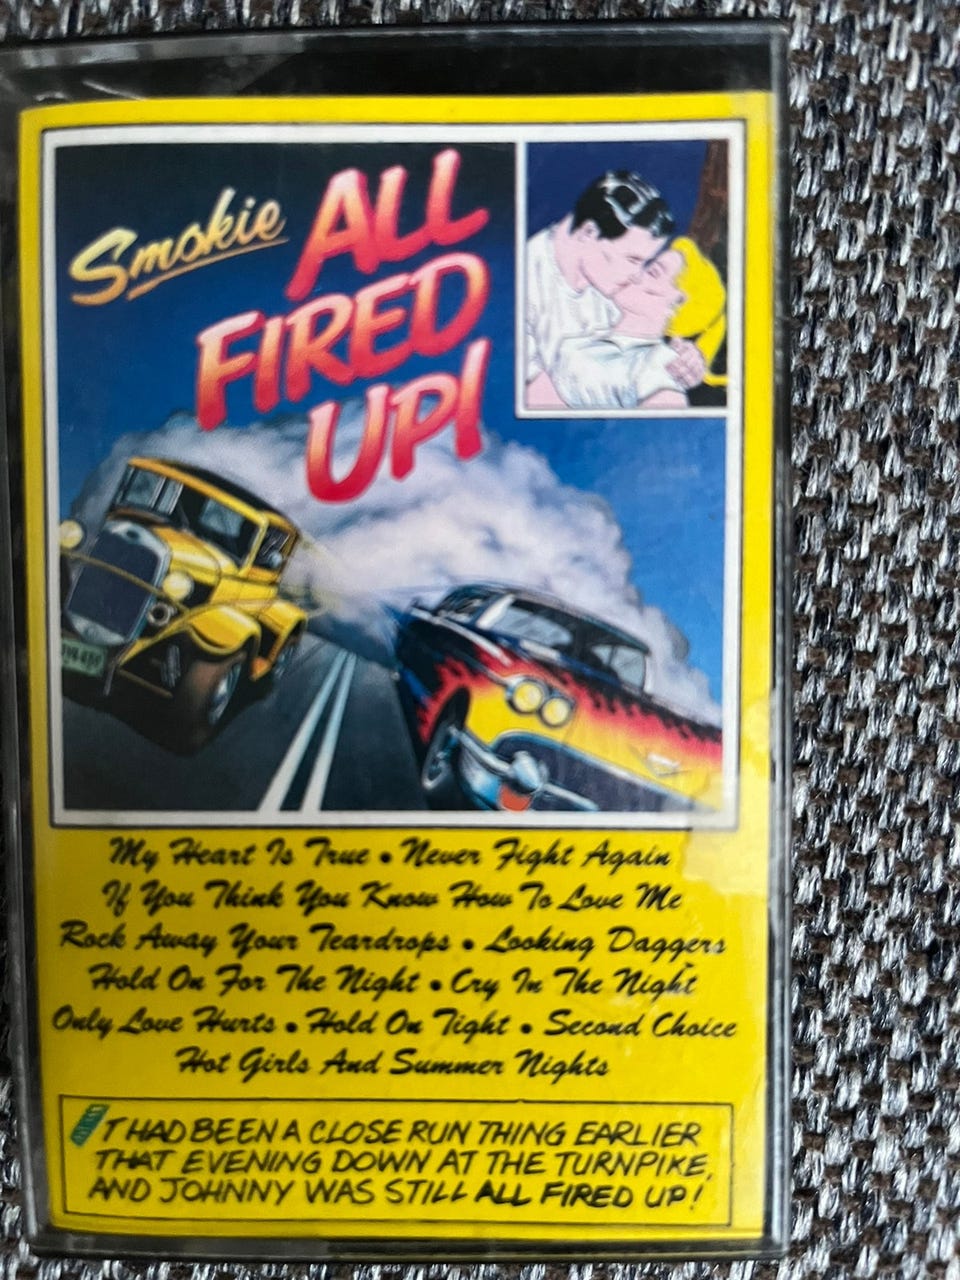 Smokie
ALL
FIRED
UP!
My Heart Is True • Never Fight Again
If You Think You Know How To Love Me
Rock Away Your Teardrops • Looking Daggers
Hold On For The Night • Cry In The Night
Only Love Hurts • Hold On Tight • Second Choice
Hot Girls And Summer Nights
IT HAD BEEN A CLOSE RUN THING EARLIER
THAT EVENING DOWN AT THE TURNPIKE,
AND JOHNNY WAS STILL ALL FIRED UP!